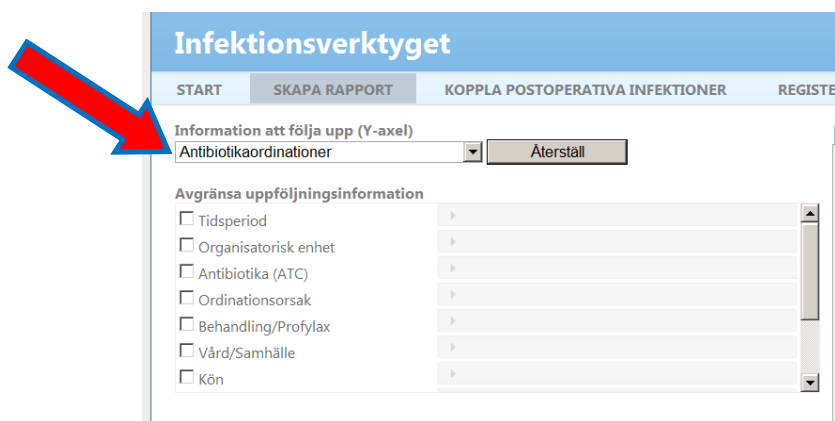 Infektionsverktyget
START SKAPA RAPPORT KOPPLA POSTOPERATIVA INFEKTIONER REGISTE
Information att följa upp (Y-axel)
Antibiotikaordinationer Återställ
Avgränsa uppföljningsinformation
Tidsperiod
Organisatorisk enhet
Antibiotika (ATC)
Ordinationsorsak
Behandling/Profylax
Vård/Samhälle
Kön